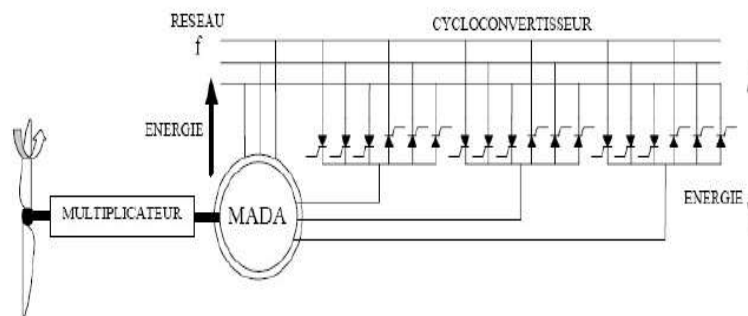 RESEAU
f
CYCLOCONVERTISSEUR
ENERGIE
MULTIPLICATEUR
MADA
ENERGIE